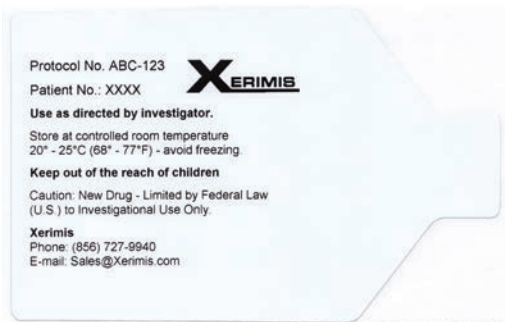 Protocol No. ABC-123
XERIMIS
Patient No.: XXXX
Use as directed by investigator.
Store at controlled room temperature
20° - 25°C (68° - 77°F) - avoid freezing.
Keep out of the reach of children
Caution: New Drug - Limited by Federal Law
(U.S.) to Investigational Use Only.
Xerimis
Phone: (856) 727-9940
E-mail: Sales@Xerimis.com